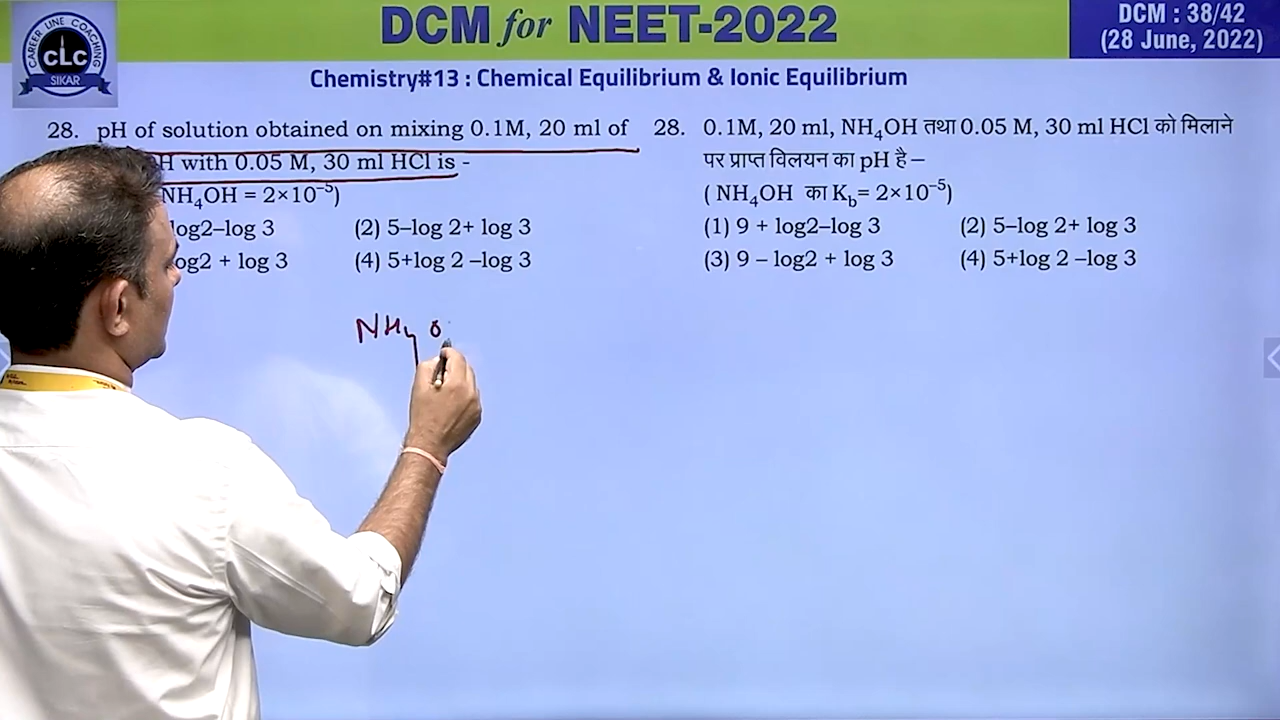 CAREER LINE COACHING
CLC
SIKAR
DCM for NEET-2022
DCM : 38/42
(28 June, 2022)
Chemistry#13 : Chemical Equilibrium & Ionic Equilibrium
28. pH of solution obtained on mixing 0.1M, 20 ml of
H with 0.05 M, 30 ml HCl is -
NH₄OH = 2×10⁻⁵)
log2–log 3 (2) 5–log 2+ log 3
log2 + log 3 (4) 5+log 2 –log 3
28. 0.1M, 20 ml, NH₄OH तथा 0.05 M, 30 ml HCl को मिलाने
पर प्राप्त विलयन का pH है –
( NH₄OH का K_b = 2×10⁻⁵)
(1) 9 + log2–log 3 (2) 5–log 2+ log 3
(3) 9 – log2 + log 3 (4) 5+log 2 –log 3
NH₄ O